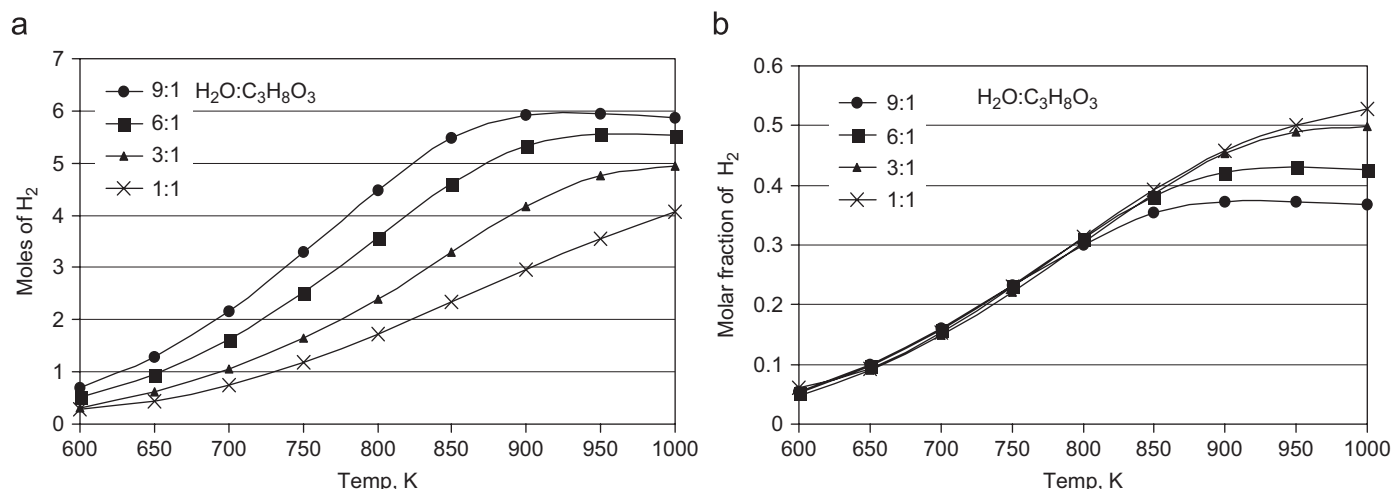 a
7
6
5
4
3
2
1
0
Moles of H₂
9:1 H₂O:C₃H₈O₃
6:1
3:1
1:1
600 650 700 750 800 850 900 950 1000
Temp, K
b
0.6
0.5
0.4
0.3
0.2
0.1
0
Molar fraction of H₂
H₂O:C₃H₈O₃
9:1
6:1
3:1
1:1
600 650 700 750 800 850 900 950 1000
Temp, K